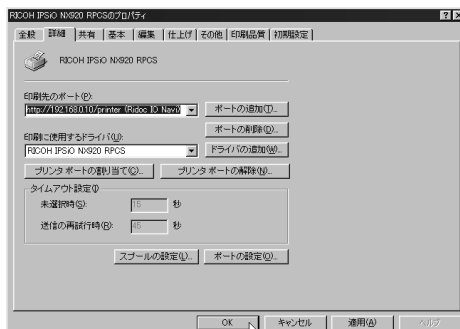 RICOH IPSiO NX920 RPCSのプロパティ
全般 詳細 共有 基本 編集 仕上げ その他 印刷品質 初期設定
RICOH IPSiO NX920 RPCS
印刷先のポート(P):
http://192.168.0.10/printer (Ridoc IO Navi)
ポートの追加(T)...
ポートの削除(D)...
印刷に使用するドライバ(U):
RICOH IPSiO NX920 RPCS
ドライバの追加(W)...
プリンタ ポートの割り当て(C)...
プリンタ ポートの解除(N)...
タイムアウト設定
未選択時(S): 15 秒
送信の再試行時(R): 45 秒
スプールの設定(L)...
ポートの設定(O)...
OK
キャンセル
適用(A)
ヘルプ